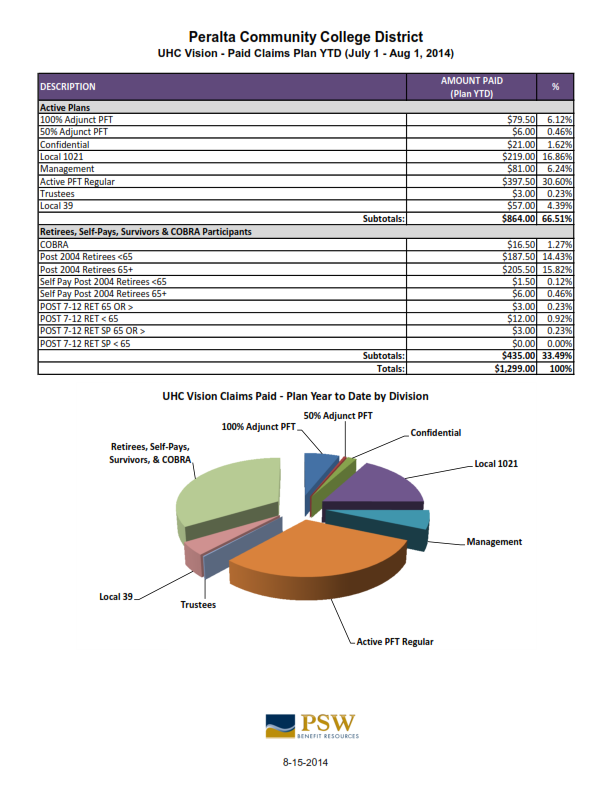 Peralta Community College District
UHC Vision - Paid Claims Plan YTD (July 1 - Aug 1, 2014)
DESCRIPTION AMOUNT PAID (Plan YTD) %
Active Plans
100% Adjunct PFT $79.50 6.12%
50% Adjunct PFT $6.00 0.46%
Confidential $21.00 1.62%
Local 1021 $219.00 16.86%
Management $81.00 6.24%
Active PFT Regular $397.50 30.60%
Trustees $3.00 0.23%
Local 39 $57.00 4.39%
Subtotals: $864.00 66.51%
Retirees, Self-Pays, Survivors & COBRA Participants
COBRA $16.50 1.27%
Post 2004 Retirees <65 $187.50 14.43%
Post 2004 Retirees 65+ $205.50 15.82%
Self Pay Post 2004 Retirees <65 $1.50 0.12%
Self Pay Post 2004 Retirees 65+ $6.00 0.46%
POST 7-12 RET 65 OR > $3.00 0.23%
POST 7-12 RET < 65 $12.00 0.92%
POST 7-12 RET SP 65 OR > $3.00 0.23%
POST 7-12 RET SP < 65 $0.00 0.00%
Subtotals: $435.00 33.49%
Totals: $1,299.00 100%
UHC Vision Claims Paid - Plan Year to Date by Division
50% Adjunct PFT
100% Adjunct PFT
Confidential
Retirees, Self-Pays,
Survivors, & COBRA
Local 1021
Management
Local 39
Trustees
Active PFT Regular
PSW
BENEFIT RESOURCES
8-15-2014